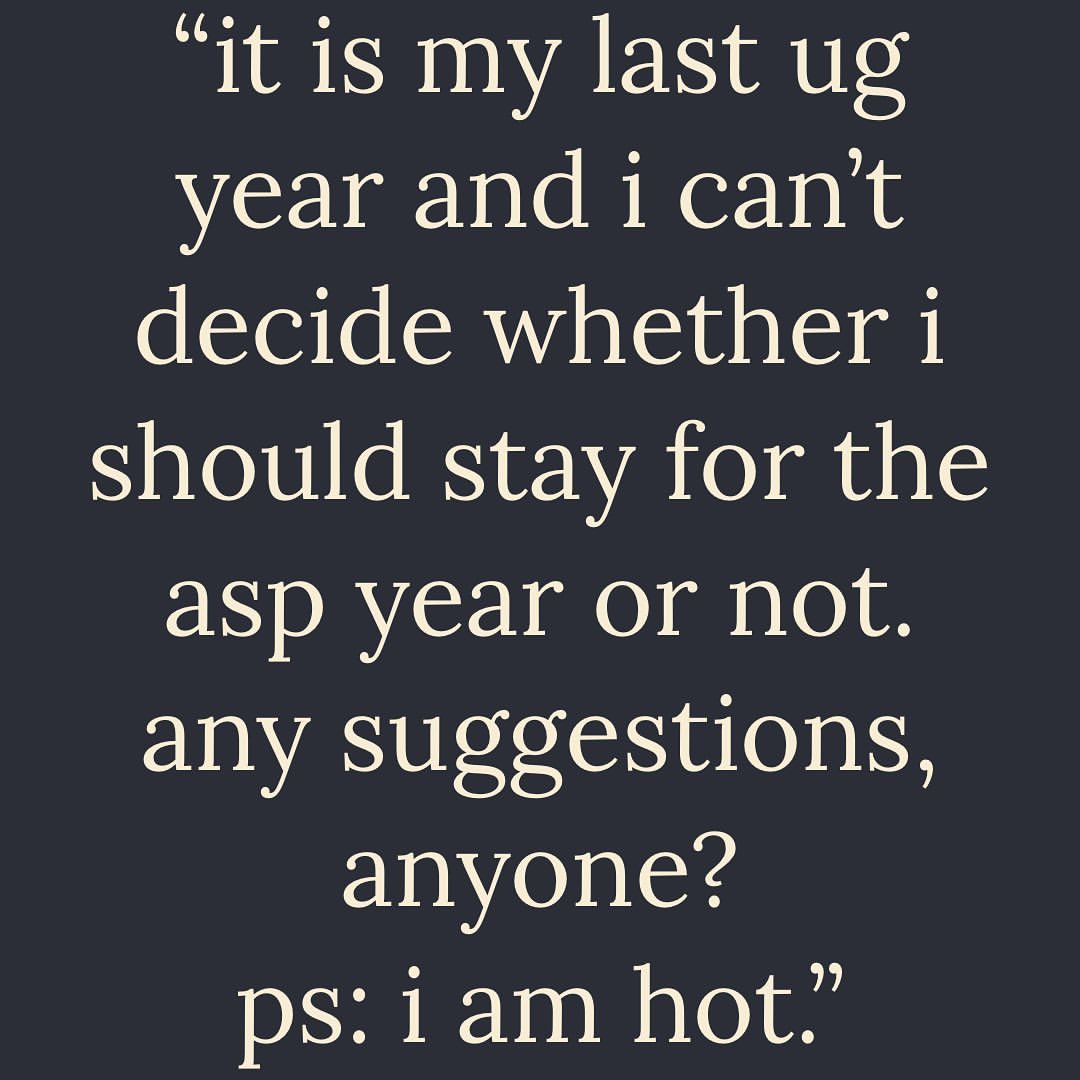 “it is my last ug
year and i can’t
decide whether i
should stay for the
asp year or not.
any suggestions,
anyone?
ps: i am hot.”